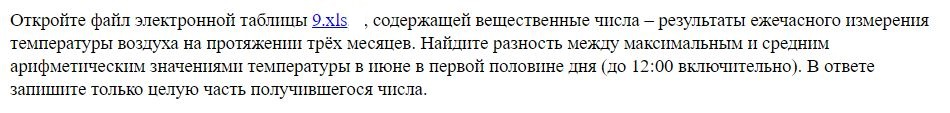 Откройте файл электронной таблицы 9.xls , содержащей вещественные числа – результаты ежечасного измерения
температуры воздуха на протяжении трёх месяцев. Найдите разность между максимальным и средним
арифметическим значениями температуры в июне в первой половине дня (до 12:00 включительно). В ответе
запишите только целую часть получившегося числа.